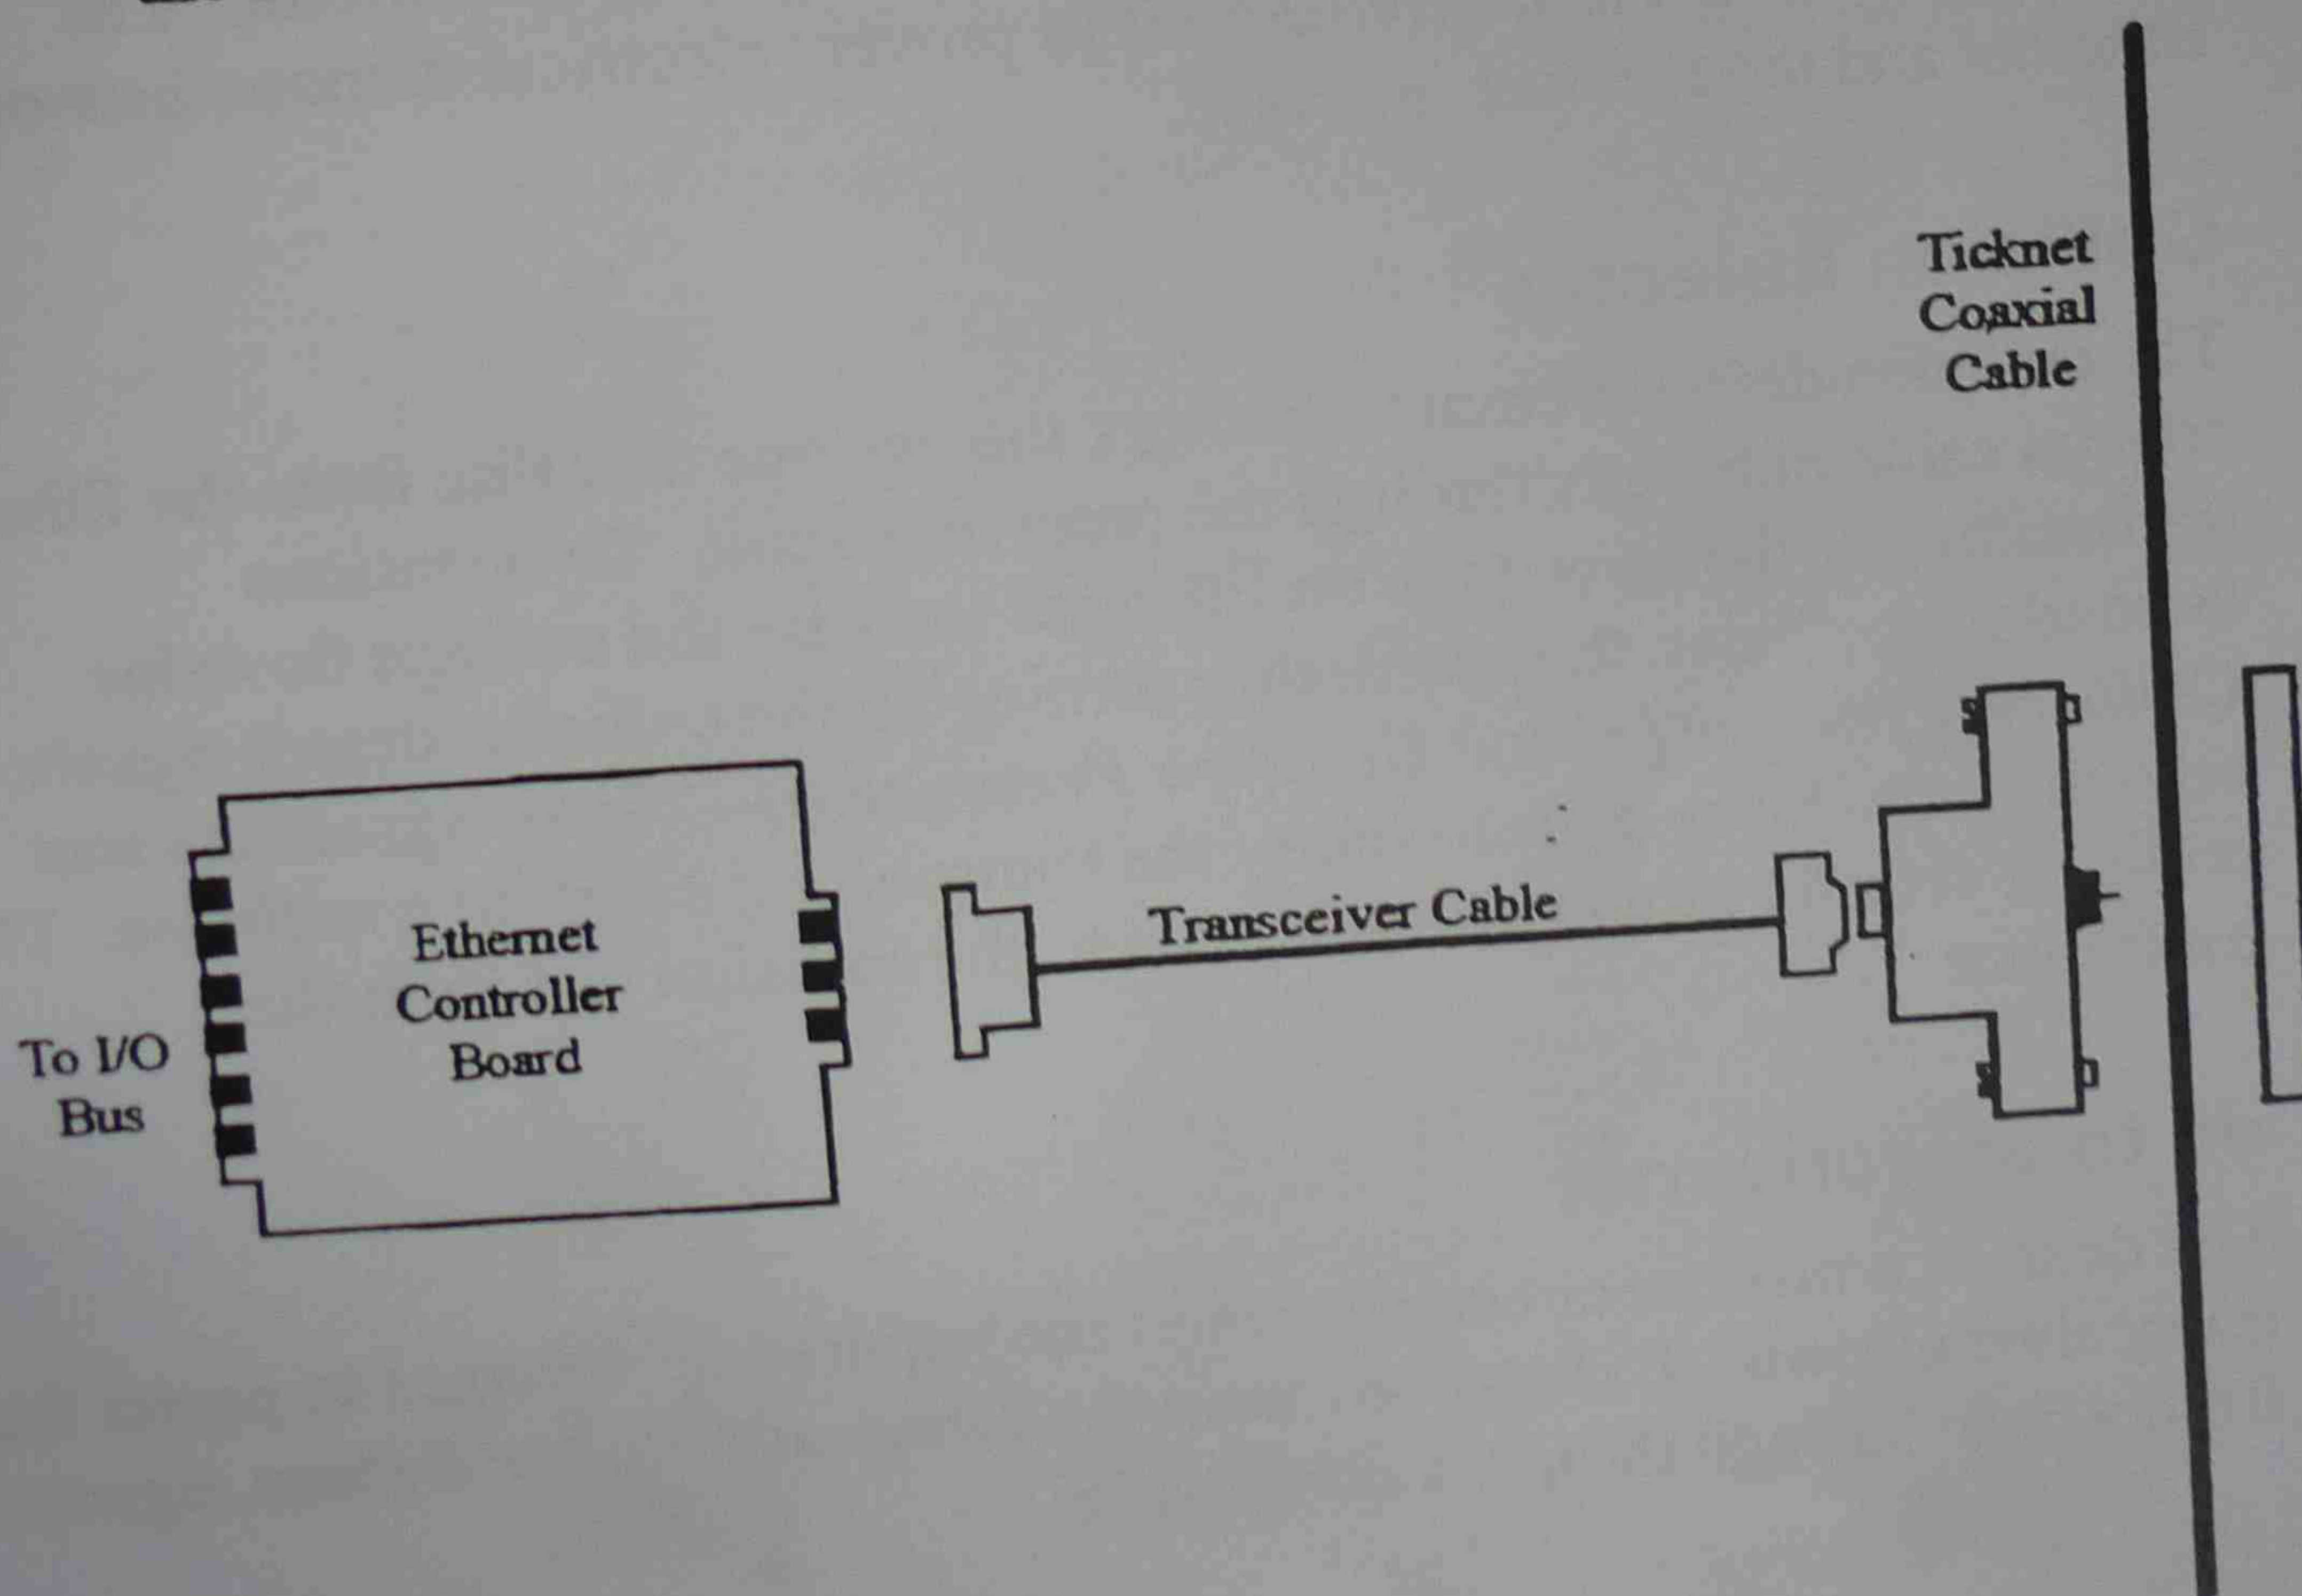 Ticknet
Coaxial
Cable
Transceiver Cable
Ethernet
Controller
Board
To I/O
Bus